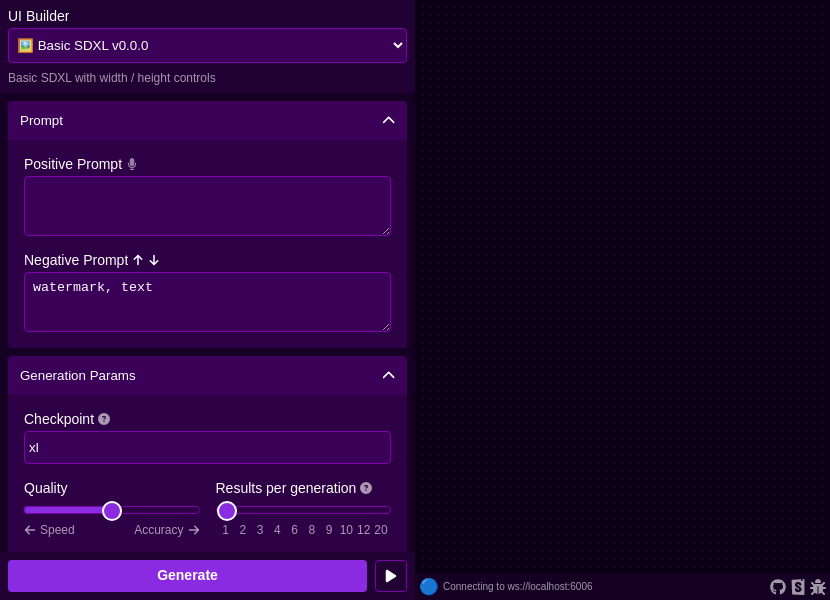 UI Builder
🖼️ Basic SDXL v0.0.0
Basic SDXL with width / height controls
Prompt
Positive Prompt
Negative Prompt ↑ ↓
watermark, text
Generation Params
Checkpoint ?
xl
Quality
← Speed Accuracy →
Results per generation ?
1 2 3 4 6 8 9 10 12 20
Generate
Connecting to ws://localhost:6006